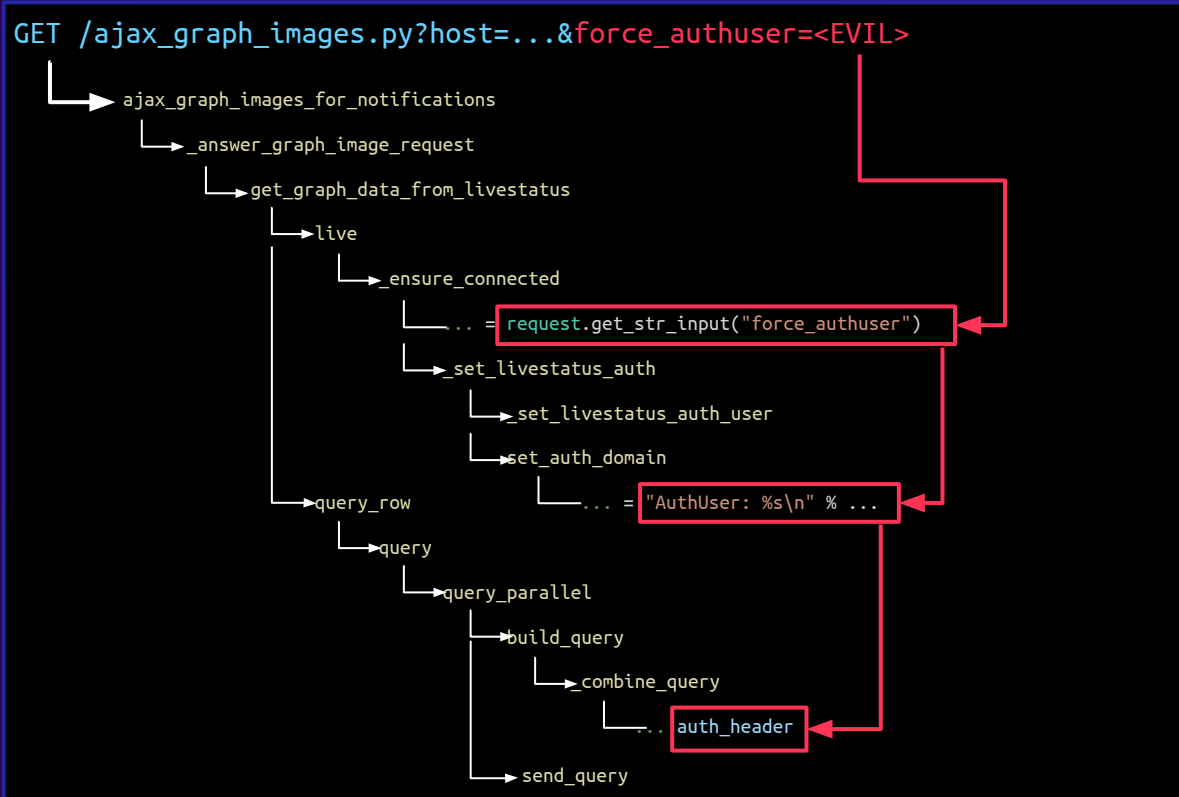 GET /ajax_graph_images.py?host=...&force_authuser=<EVIL>
ajax_graph_images_for_notifications
_answer_graph_image_request
get_graph_data_from_livestatus
live
_ensure_connected
... = request.get_str_input("force_authuser")
_set_livestatus_auth
_set_livestatus_auth_user
set_auth_domain
... = "AuthUser: %s\n" % ...
query_row
query
query_parallel
build_query
_combine_query
... auth_header
send_query